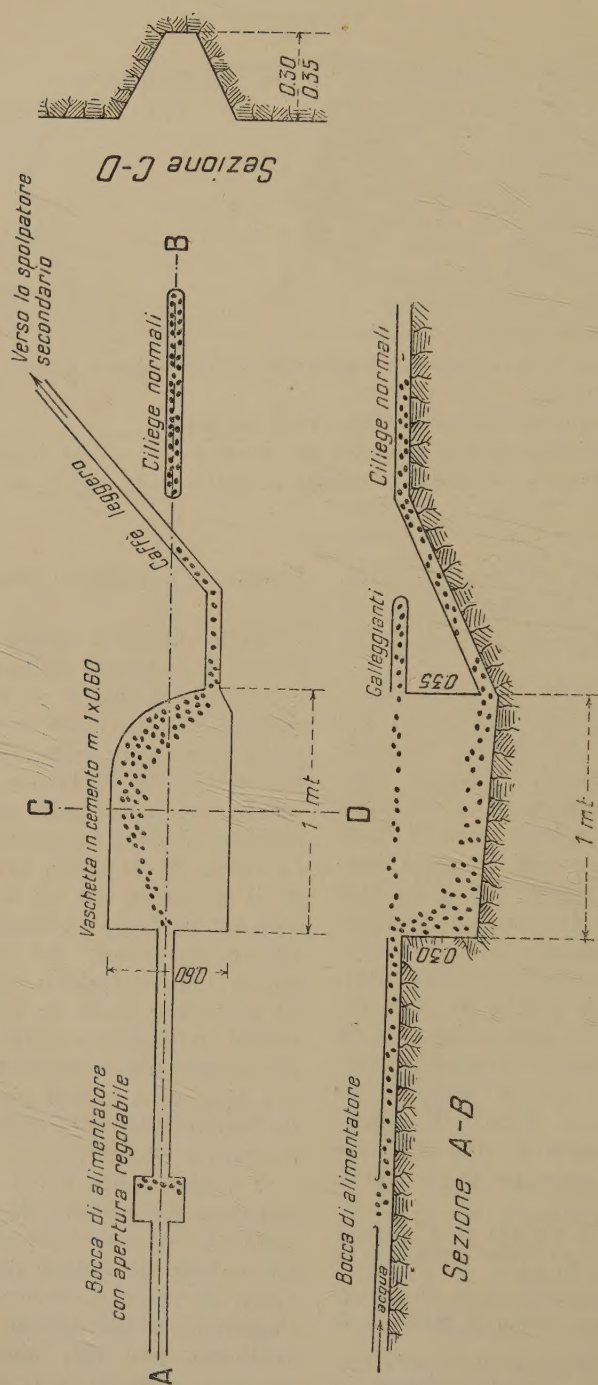 Bocca di alimentatore
con apertura regolabile
Vaschetta in cemento m. 1x0.60
Caffè leggero
Verso lo spolpatore
secondario
Ciliege normali
A
B
C
D
0.60
1 mt
Sezione C-D
0.30
0.35
Bocca di alimentatore
acqua
0.30
Galleggianti
0.35
Ciliege normali
1 mt
Sezione A-B